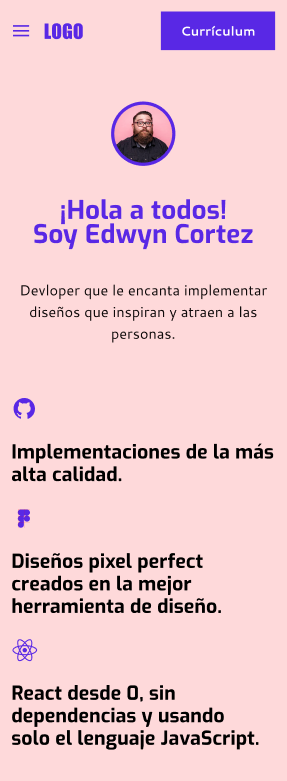 LOGO
Currículum
¡Hola a todos!
Soy Edwyn Cortez
Devloper que le encanta implementar
diseños que inspiran y atraen a las
personas.
Implementaciones de la más
alta calidad.
Diseños pixel perfect
creados en la mejor
herramienta de diseño.
React desde 0, sin
dependencias y usando
solo el lenguaje JavaScript.